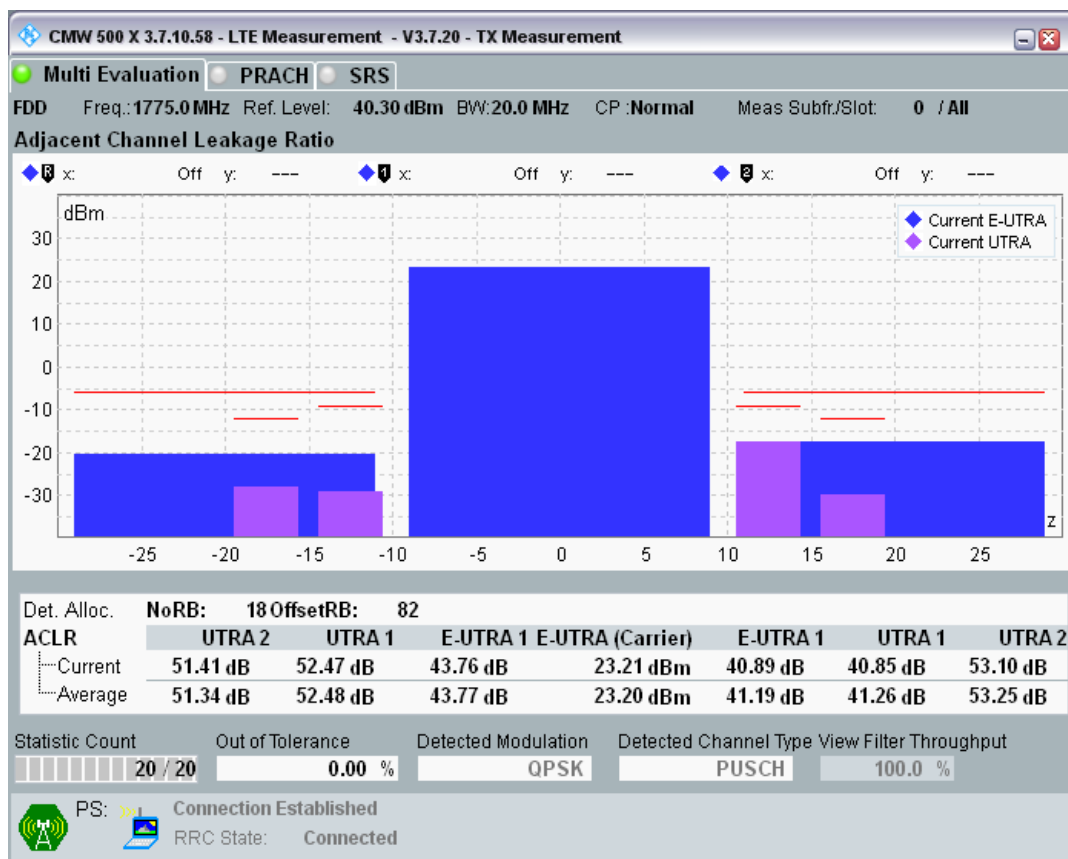 CMW 500 X 3.7.10.58 - LTE Measurement - V3.7.20 - TX Measurement
Multi Evaluation PRACH SRS
FDD Freq.: 1775.0 MHz Ref. Level: 40.30 dBm BW: 20.0 MHz CP : Normal Meas Subfr./Slot: 0 / All
Adjacent Channel Leakage Ratio
R x: Off y: --- 1 x: Off y: --- 2 x: Off y: ---
dBm
Current E-UTRA
Current UTRA
30
20
10
0
-10
-20
-30
z
-25 -20 -15 -10 -5 0 5 10 15 20 25
Det. Alloc. NoRB: 18 OffsetRB: 82
ACLR UTRA 2 UTRA 1 E-UTRA 1 E-UTRA (Carrier) E-UTRA 1 UTRA 1 UTRA 2
Current 51.41 dB 52.47 dB 43.76 dB 23.21 dBm 40.89 dB 40.85 dB 53.10 dB
Average 51.34 dB 52.48 dB 43.77 dB 23.20 dBm 41.19 dB 41.26 dB 53.25 dB
Statistic Count Out of Tolerance Detected Modulation Detected Channel Type View Filter Throughput
20 / 20 0.00 % QPSK PUSCH 100.0 %
PS: Connection Established
RRC State: Connected